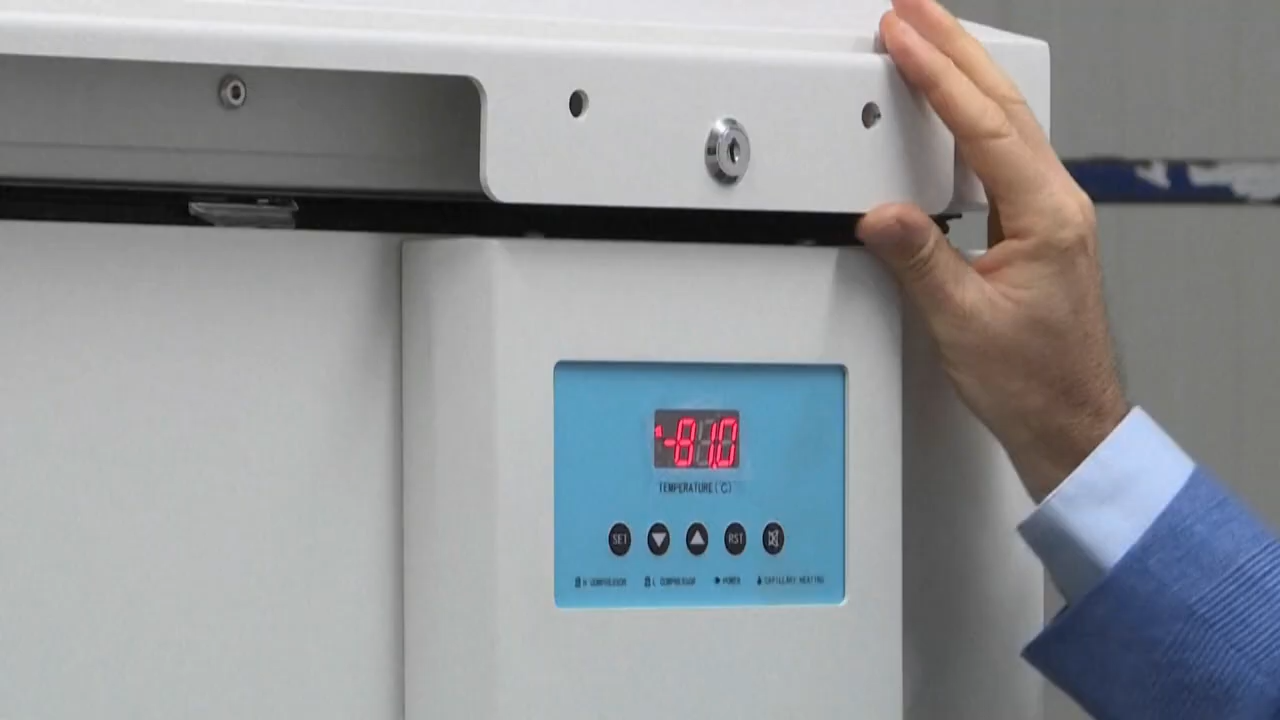 -81.0
TEMPERATURE(℃)
SET RST
H COMPRESSOR L COMPRESSOR POWER CAPILLARY HEATING